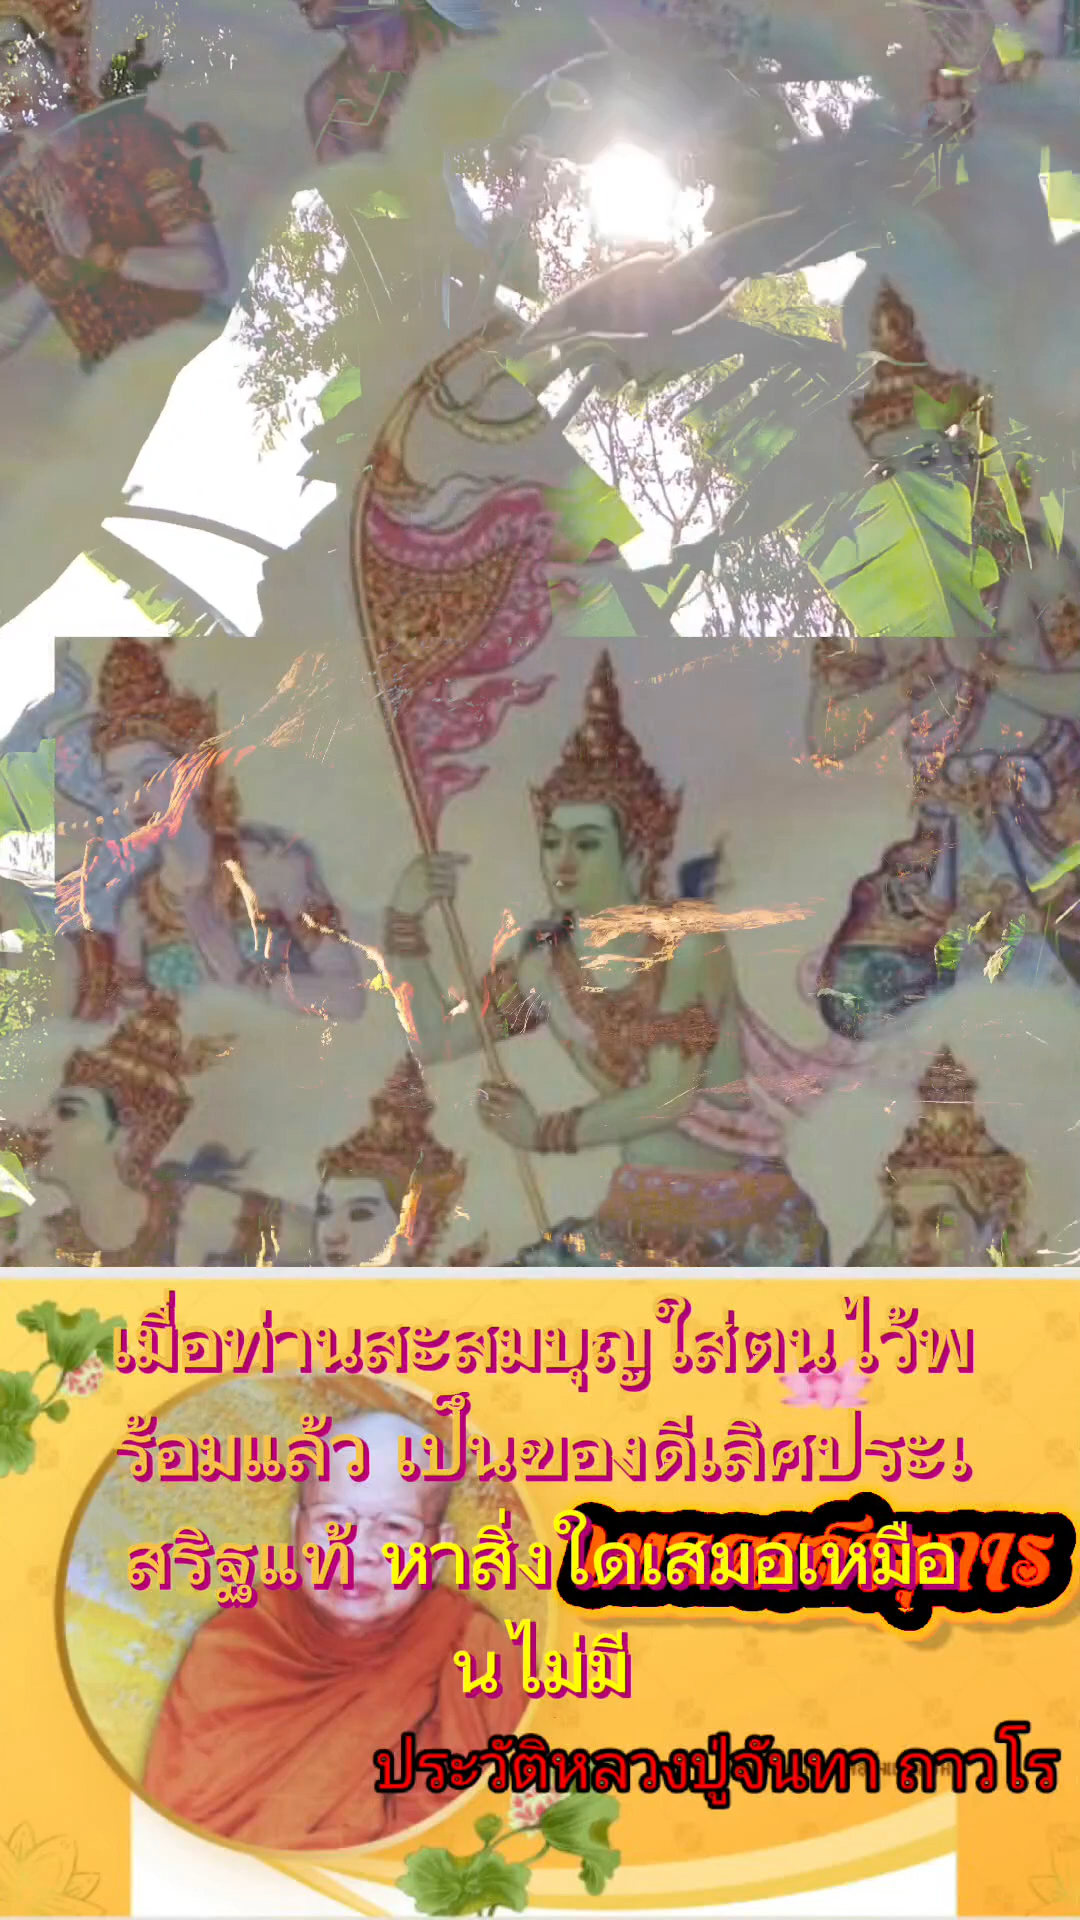 เมื่อท่านสะสมบุญใส่ตนไว้พ
ร้อมแล้ว เป็นของดีเลิศประเ
สริฐแท้ หาสิ่งใดเสมอเหมือ
นไม่มี
ประวัติหลวงปู่จันทา ถาวโร